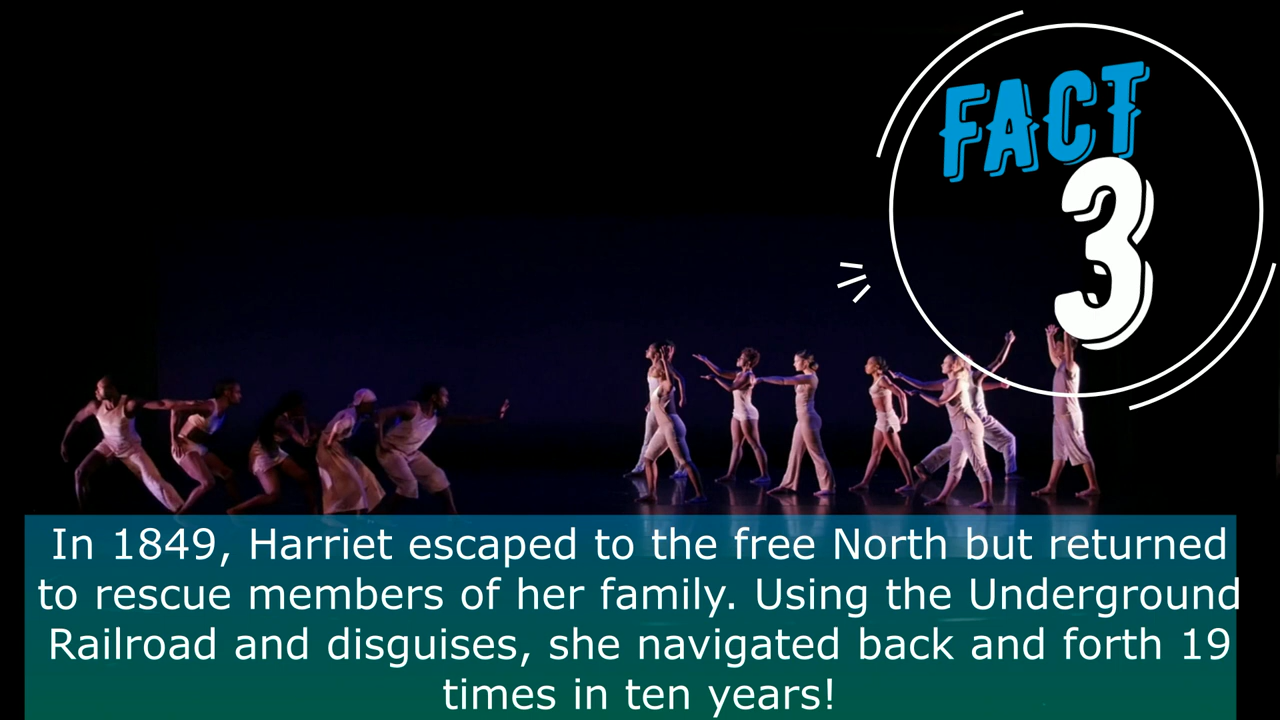 FACT
3
In 1849, Harriet escaped to the free North but returned
to rescue members of her family. Using the Underground
Railroad and disguises, she navigated back and forth 19
times in ten years!